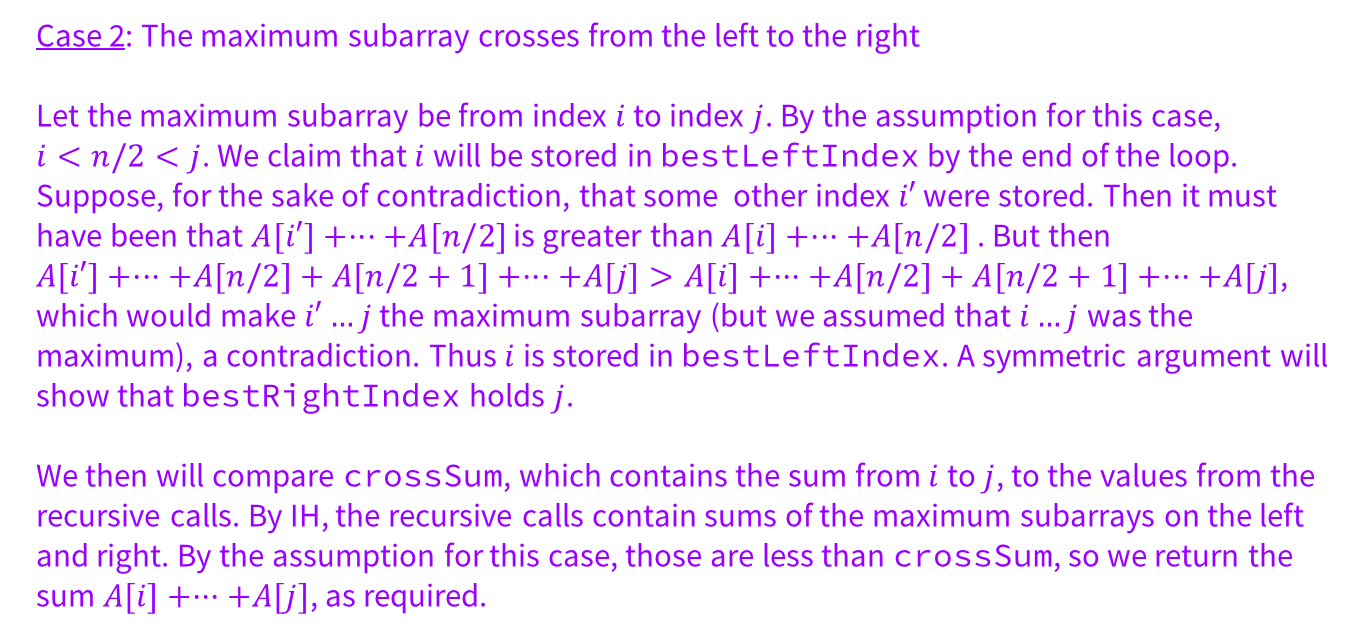 Case 2: The maximum subarray crosses from the left to the right
Let the maximum subarray be from index i to index j. By the assumption for this case,
i < n/2 < j. We claim that i will be stored in bestLeftIndex by the end of the loop.
Suppose, for the sake of contradiction, that some other index i′ were stored. Then it must
have been that A[i′] +⋯ +A[n/2] is greater than A[i] +⋯ +A[n/2] . But then
A[i′] +⋯ +A[n/2] + A[n/2 + 1] +⋯ +A[j] > A[i] +⋯ +A[n/2] + A[n/2 + 1] +⋯ +A[j],
which would make i′ … j the maximum subarray (but we assumed that i … j was the
maximum), a contradiction. Thus i is stored in bestLeftIndex. A symmetric argument will
show that bestRightIndex holds j.
We then will compare crossSum, which contains the sum from i to j, to the values from the
recursive calls. By IH, the recursive calls contain sums of the maximum subarrays on the left
and right. By the assumption for this case, those are less than crossSum, so we return the
sum A[i] +⋯ +A[j], as required.